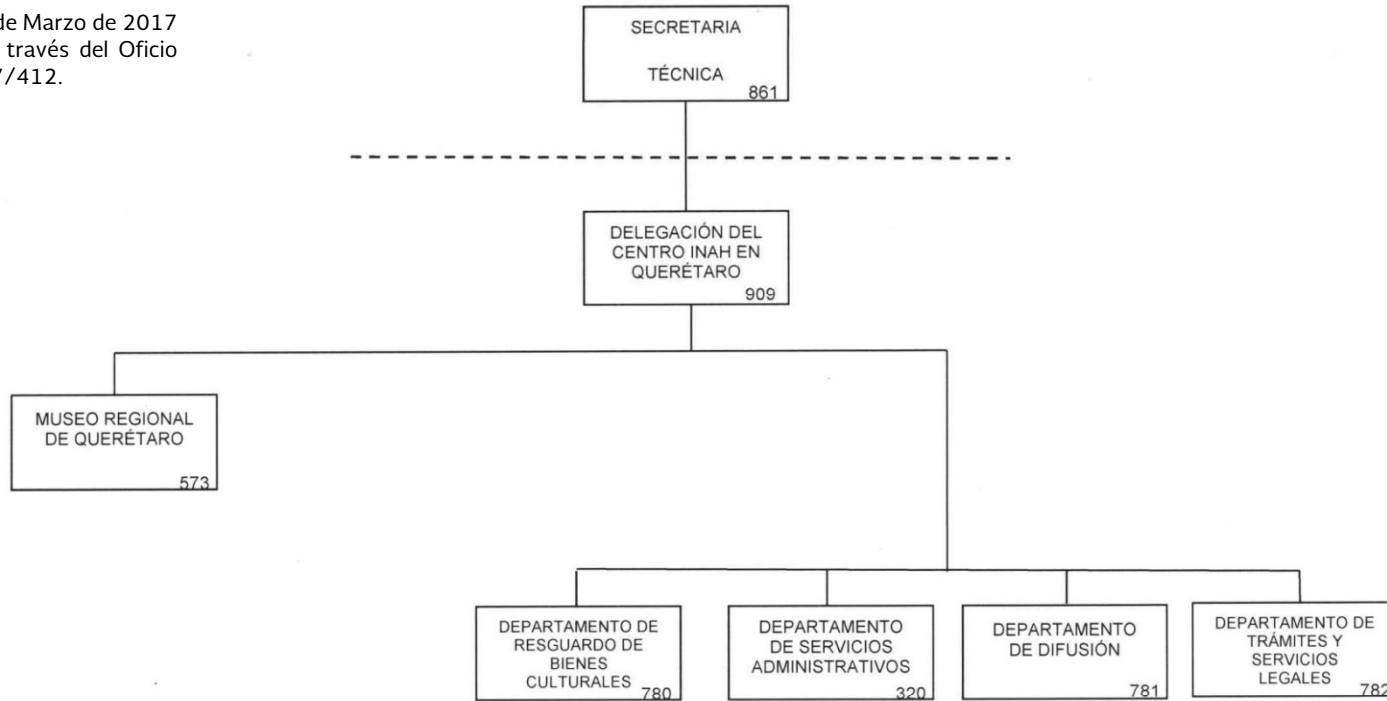 de Marzo de 2017
través del Oficio
7/412.
SECRETARIA
TÉCNICA
861
DELEGACIÓN DEL
CENTRO INAH EN
QUERÉTARO
909
MUSEO REGIONAL
DE QUERÉTARO
573
DEPARTAMENTO DE
RESGUARDO DE
BIENES
CULTURALES
780
DEPARTAMENTO
DE SERVICIOS
ADMINISTRATIVOS
320
DEPARTAMENTO
DE DIFUSIÓN
781
DEPARTAMENTO DE
TRÁMITES Y
SERVICIOS
LEGALES
782